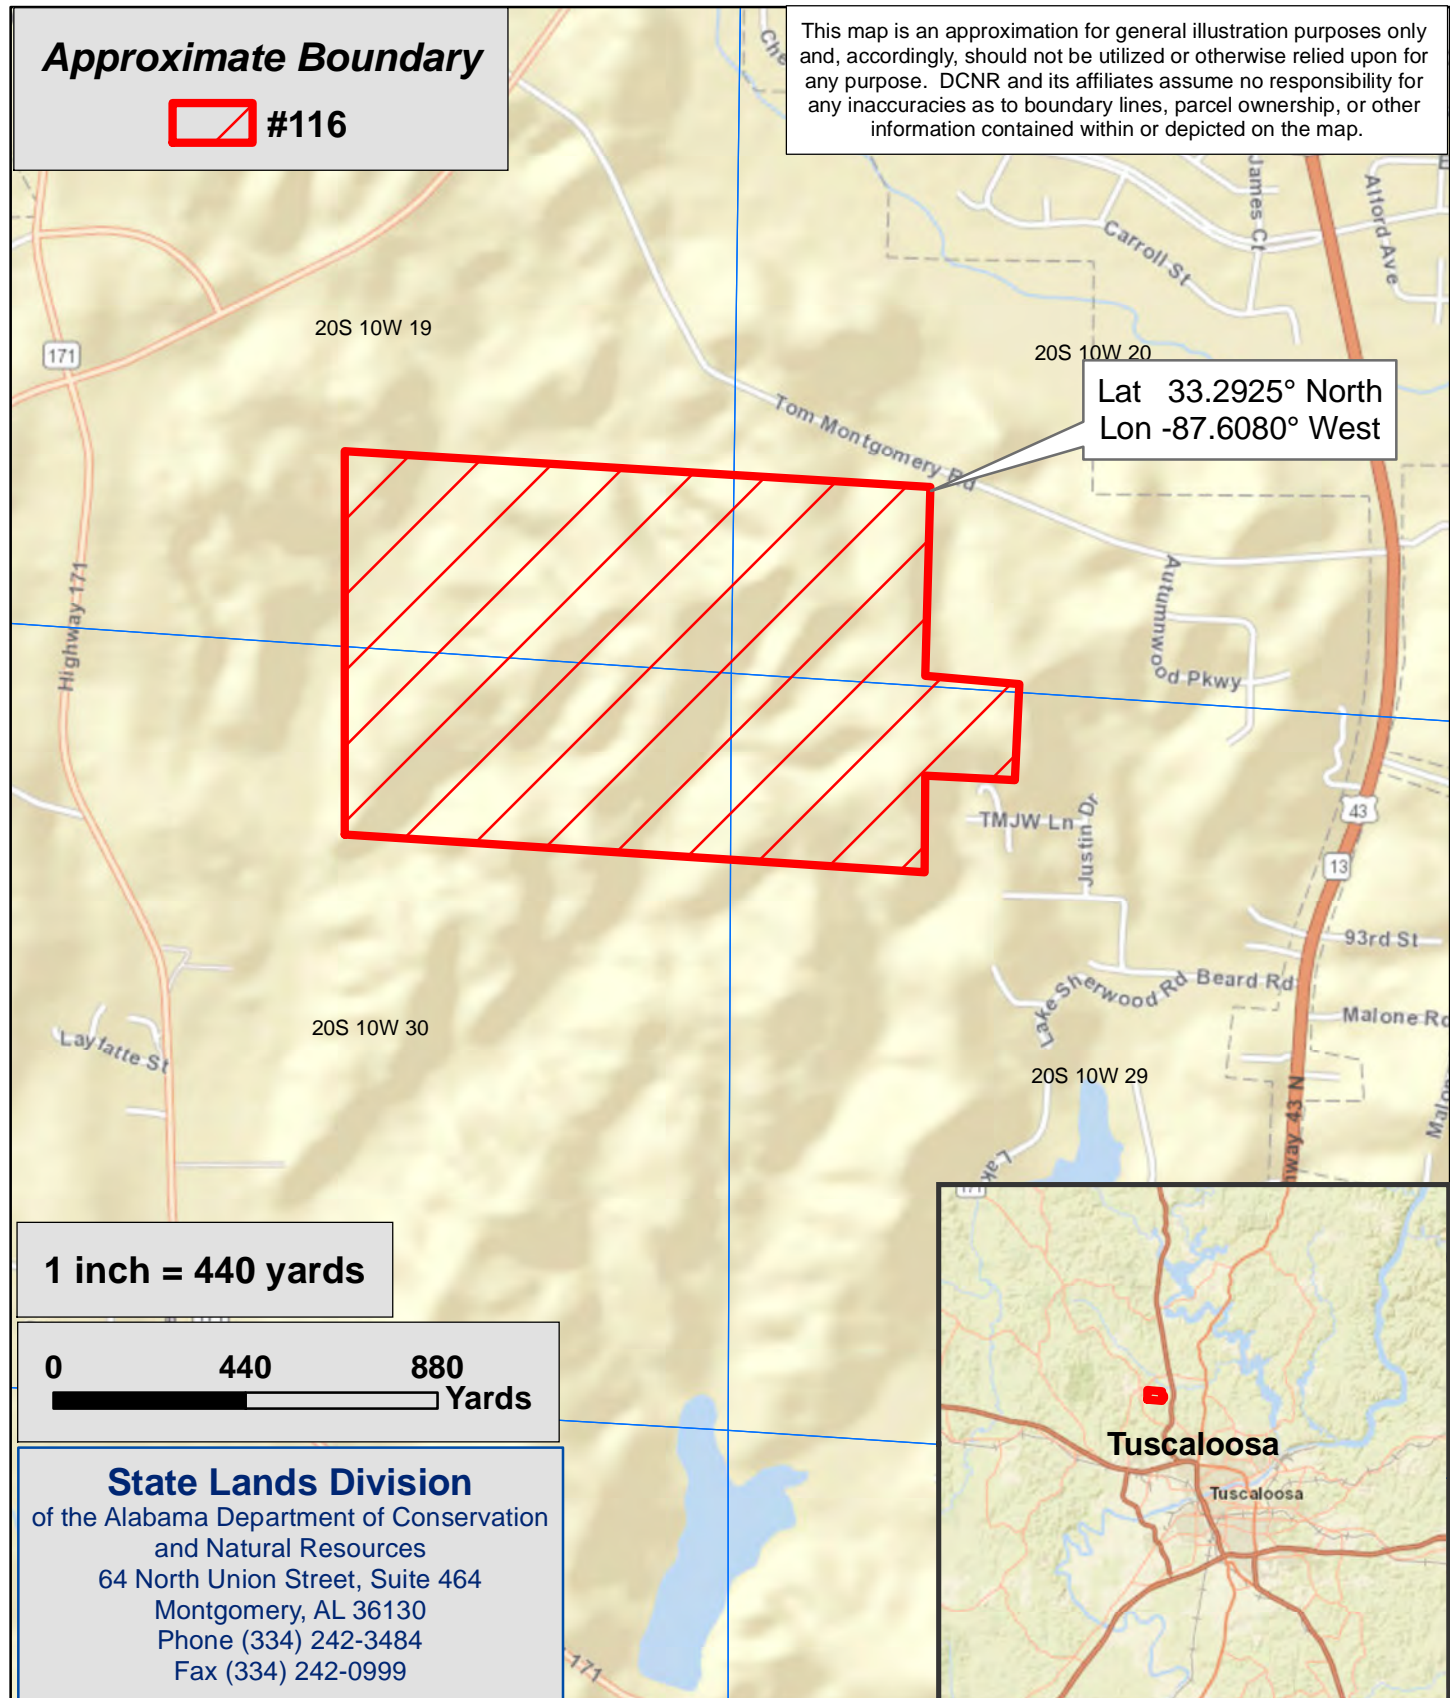 Approximate Boundary
#116
This map is an approximation for general illustration purposes only
and, accordingly, should not be utilized or otherwise relied upon for
any purpose. DCNR and its affiliates assume no responsibility for
any inaccuracies as to boundary lines, parcel ownership, or other
information contained within or depicted on the map.
James Ct
Alford Ave
Carroll St
20S 10W 19
20S 10W 20
171
Lat 33.2925° North
Lon -87.6080° West
Tom Montgomery Rd
Highway 171
Autumnwood Pkwy
43
TMJW Ln
Justin Dr
13
93rd St
Lake Sherwood Rd
Beard Rd
Malone Rd
Layfatte St
20S 10W 30
20S 10W 29
1 inch = 440 yards
0 440 880
Yards
Tuscaloosa
Tuscaloosa
State Lands Division
of the Alabama Department of Conservation
and Natural Resources
64 North Union Street, Suite 464
Montgomery, AL 36130
Phone (334) 242-3484
Fax (334) 242-0999
171